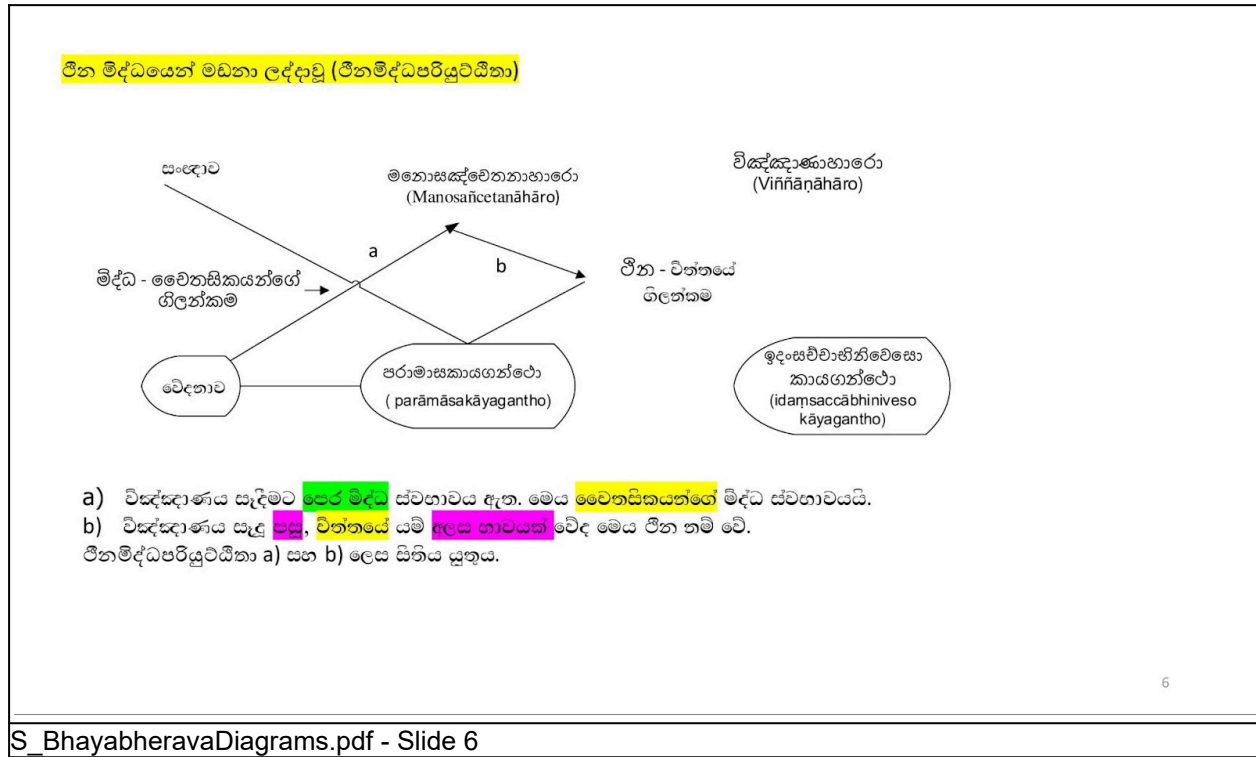 ථින මිද්ධයෙන් මඩනා ලද්දාවූ (ථීනමිද්ධපරියුට්ඨිතා)
සංඥාව
මනොසඤ්චෙතනාහාරො
(Manosañcetanāhāro)
විඤ්ඤාණාහාරො
(Viññāṇāhāro)
a
b
මිද්ධ - චෛතසිකයන්ගේ
ගිලන්කම
ථීන - චිත්තයේ
ගිලන්කම
වේදනාව
පරාමාසකායගන්ථො
( parāmāsakāyagantho)
ඉදංසච්චාභිනිවෙසො
කායගන්ථො
(idaṃsaccābhiniveso
kāyagantho)
a) විඤ්ඤාණය සෑදීමට පෙර මිද්ධ ස්වභාවය ඇත. මෙය චෛතසිකයන්ගේ මිද්ධ ස්වභාවයයි.
b) විඤ්ඤාණය සෑදූ පසු, චිත්තයේ යම් අලස භාවයක් වේද මෙය ථින නම් වේ.
ථීනමිද්ධපරියුට්ඨීතා a) සහ b) ලෙස සිතිය යුතුය.
6
S_BhayabheravaDiagrams.pdf - Slide 6